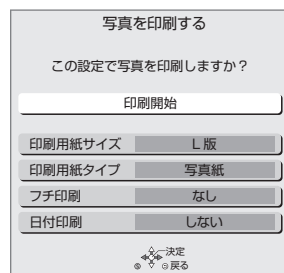 写真を印刷する
この設定で写真を印刷しますか？
印刷開始
印刷用紙サイズ L版
印刷用紙タイプ 写真紙
フチ印刷 なし
日付印刷 しない
決定
戻る